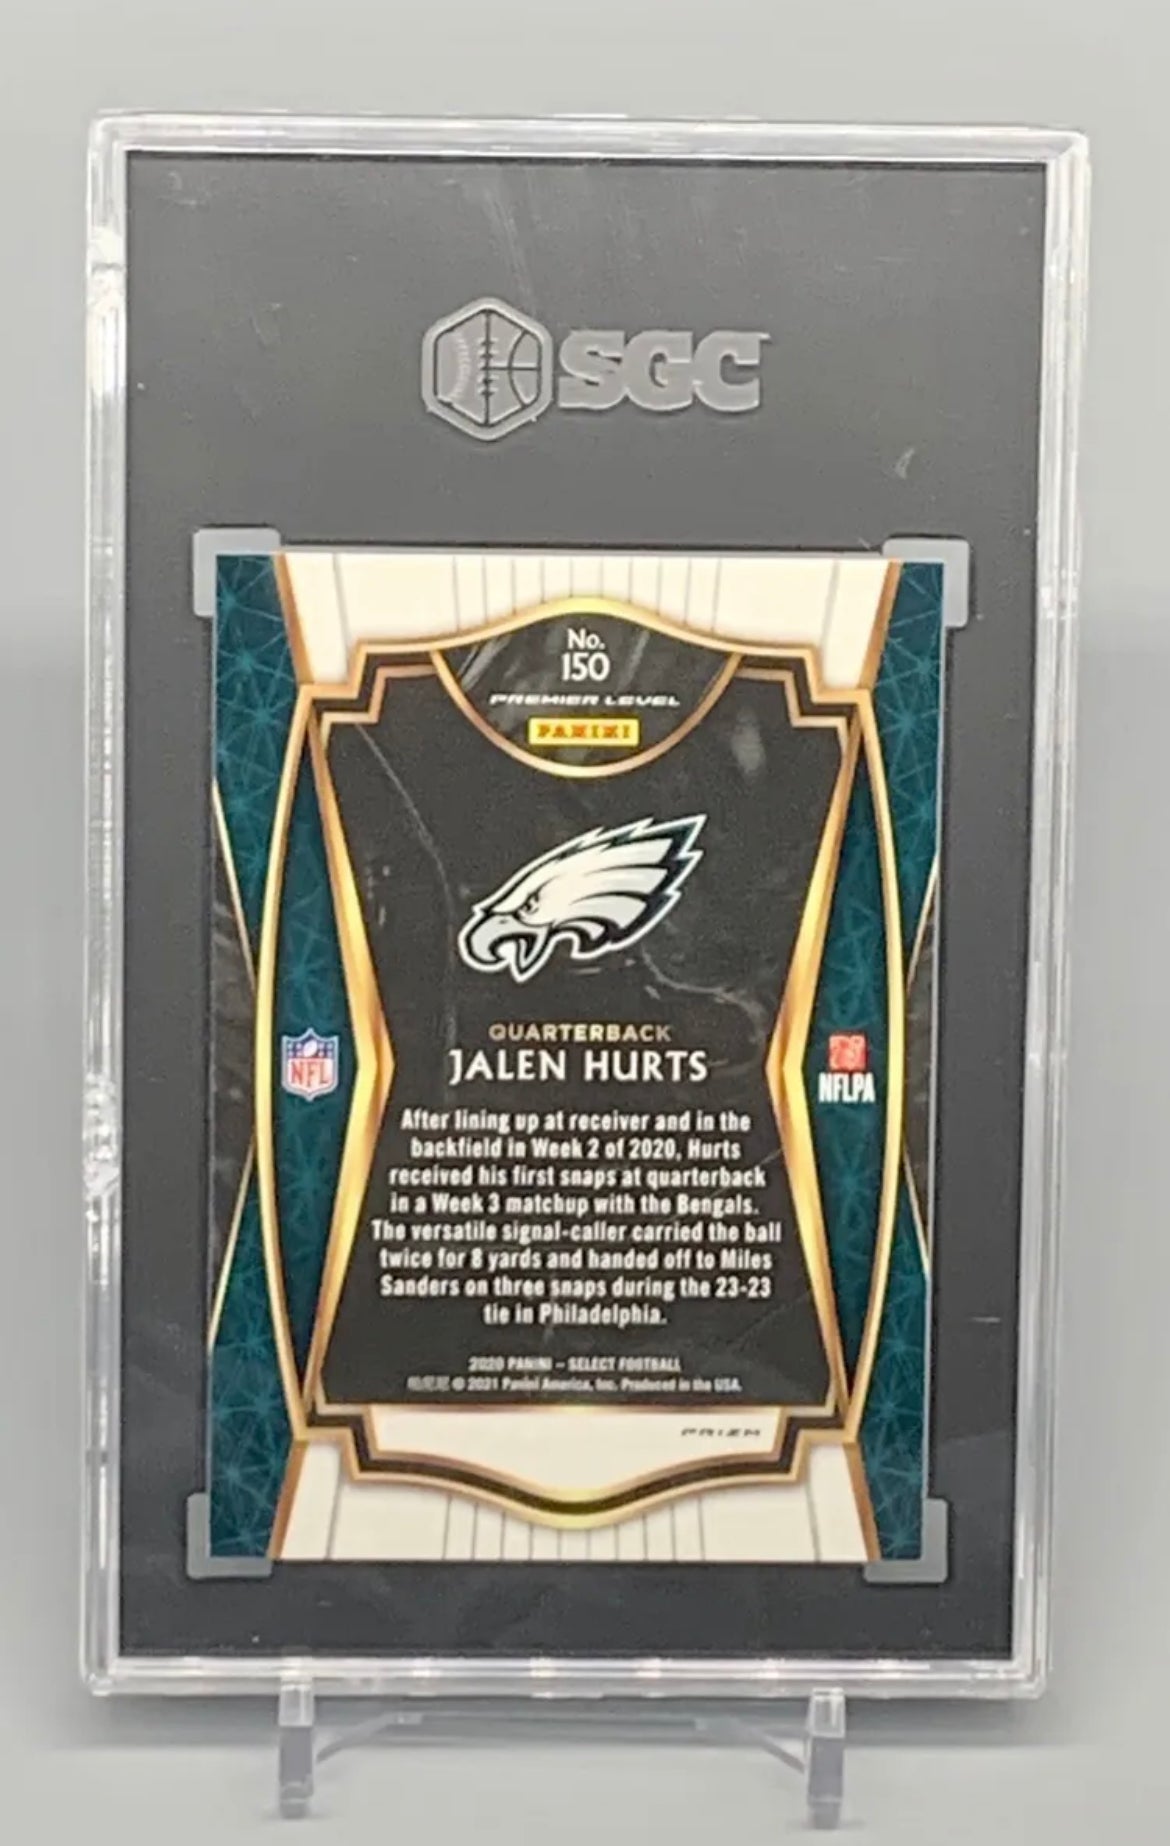 SGC
No.
150
PREMIER LEVEL
PANINI
QUARTERBACK
JALEN HURTS
NFL
NFLPA
After lining up at receiver and in the
backfield in Week 2 of 2020, Hurts
received his first snaps at quarterback
in a Week 3 matchup with the Bengals.
The versatile signal-caller carried the ball
twice for 8 yards and handed off to Miles
Sanders on three snaps during the 23-23
tie in Philadelphia.
2020 PANINI – SELECT FOOTBALL
© 2021 Panini America, Inc. Produced in the USA.
PRIZM